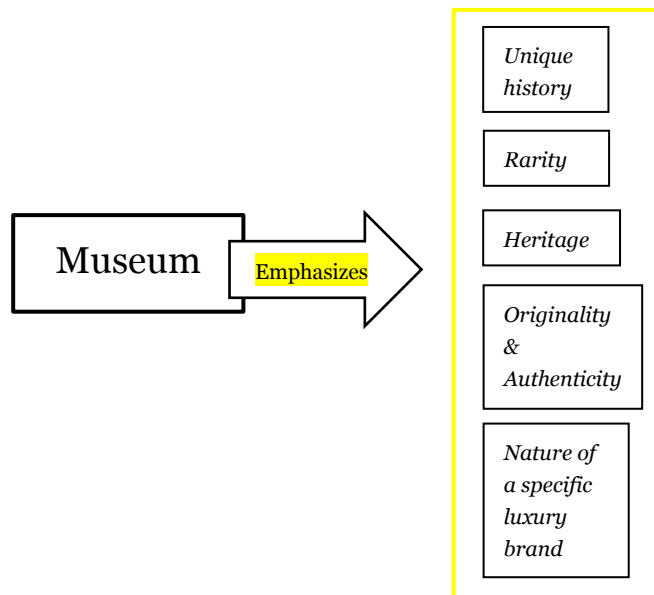 Museum
Emphasizes
Unique
history
Rarity
Heritage
Originality
&
Authenticity
Nature of
a specific
luxury
brand